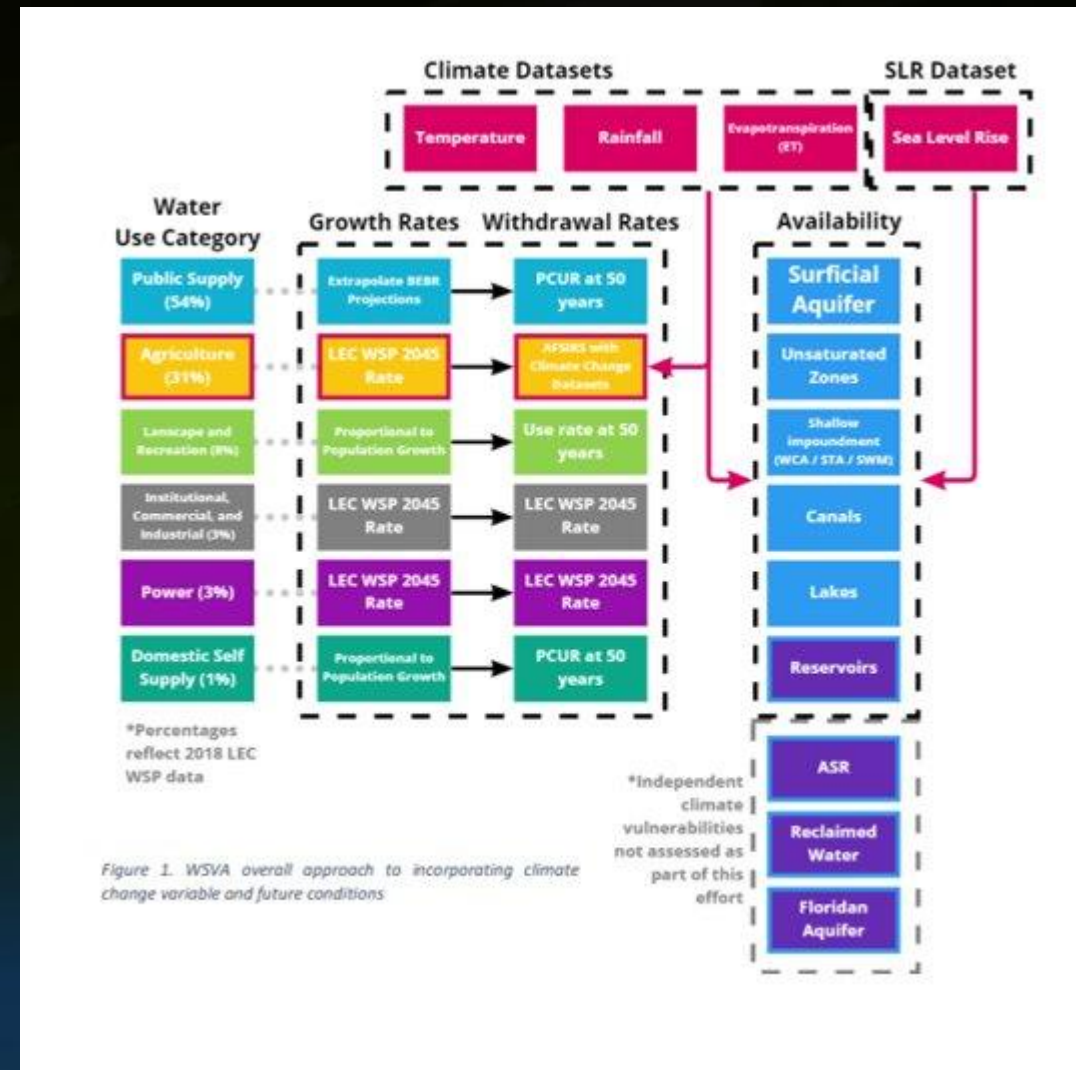 Climate Datasets
SLR Dataset
Temperature
Rainfall
Evapotranspiration
(ET)
Sea Level Rise
Water
Use Category
Growth Rates
Withdrawal Rates
Availability
Public Supply
(54%)
Extrapolate BEBR
Projections
PCUR at 50
years
Surficial
Aquifer
Agriculture
(31%)
LEC WSP 2045
Rate
AFSIRS with
Climate Change
Datasets
Unsaturated
Zones
Lanscape and
Recreation (8%)
Proportional to
Population Growth
Use rate at 50
years
Shallow
impoundment
(WCA / STA / SWM)
Institutional,
Commercial, and
Industrial (3%)
LEC WSP 2045
Rate
LEC WSP 2045
Rate
Canals
Power (3%)
LEC WSP 2045
Rate
LEC WSP 2045
Rate
Lakes
Domestic Self
Supply (1%)
Proportional to
Population Growth
PCUR at 50
years
Reservoirs
*Percentages
reflect 2018 LEC
WSP data
*Independent
climate
vulnerabilities
not assessed as
part of this
effort
ASR
Reclaimed
Water
Floridan
Aquifer
Figure 1. WSVA overall approach to incorporating climate
change variable and future conditions